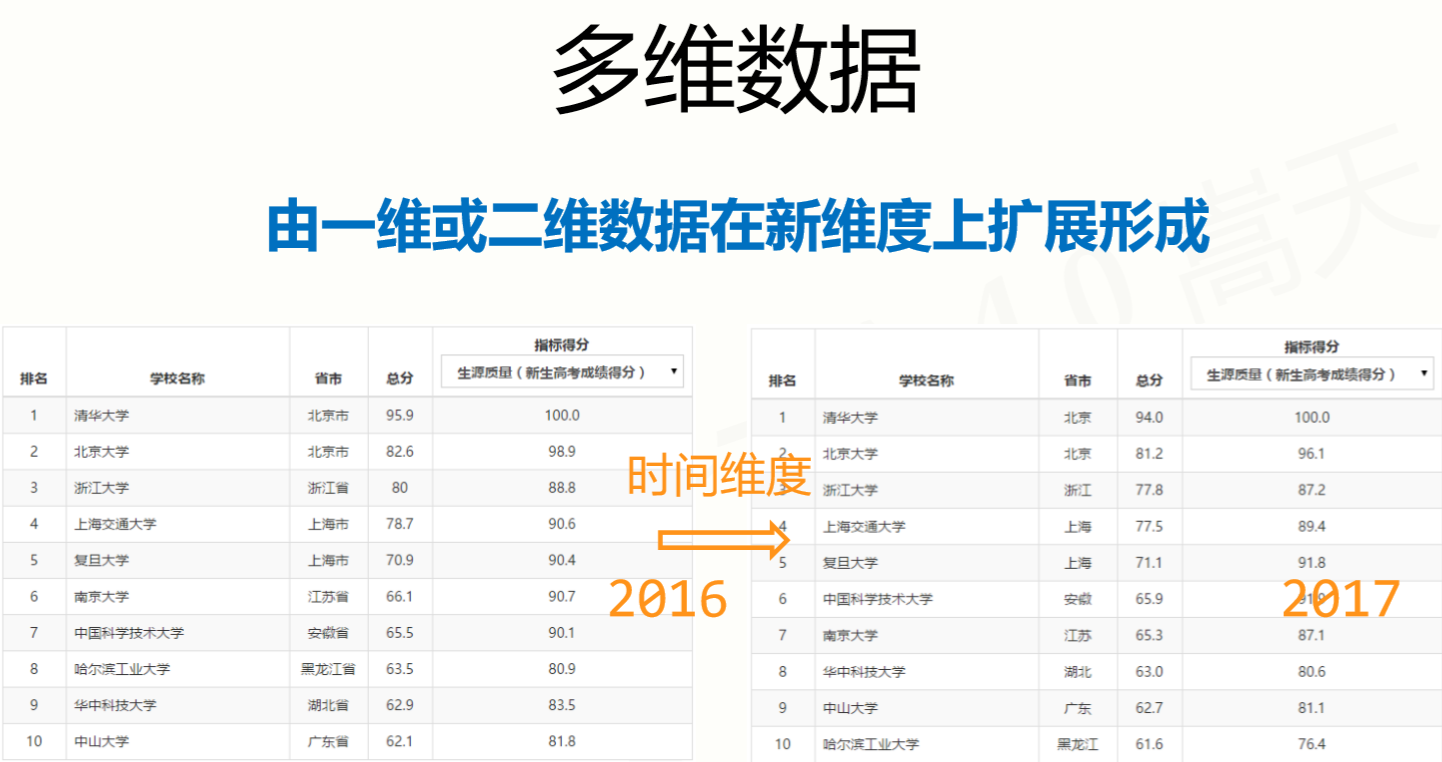 多维数据
由一维或二维数据在新维度上扩展形成
排名 学校名称 省市 总分 指标得分
生源质量（新生高考成绩得分）
1 清华大学 北京市 95.9 100.0
2 北京大学 北京市 82.6 98.9
3 浙江大学 浙江省 80 88.8
4 上海交通大学 上海市 78.7 90.6
5 复旦大学 上海市 70.9 90.4
6 南京大学 江苏省 66.1 90.7
7 中国科学技术大学 安徽省 65.5 90.1
8 哈尔滨工业大学 黑龙江省 63.5 80.9
9 华中科技大学 湖北省 62.9 83.5
10 中山大学 广东省 62.1 81.8
时间维度
2016
排名 学校名称 省市 总分 指标得分
生源质量（新生高考成绩得分）
1 清华大学 北京 94.0 100.0
2 北京大学 北京 81.2 96.1
3 浙江大学 浙江 77.8 87.2
4 上海交通大学 上海 77.5 89.4
5 复旦大学 上海 71.1 91.8
6 中国科学技术大学 安徽 65.9
7 南京大学 江苏 65.3 87.1
8 华中科技大学 湖北 63.0 80.6
9 中山大学 广东 62.7 81.1
10 哈尔滨工业大学 黑龙江 61.6 76.4
2017
嵩天